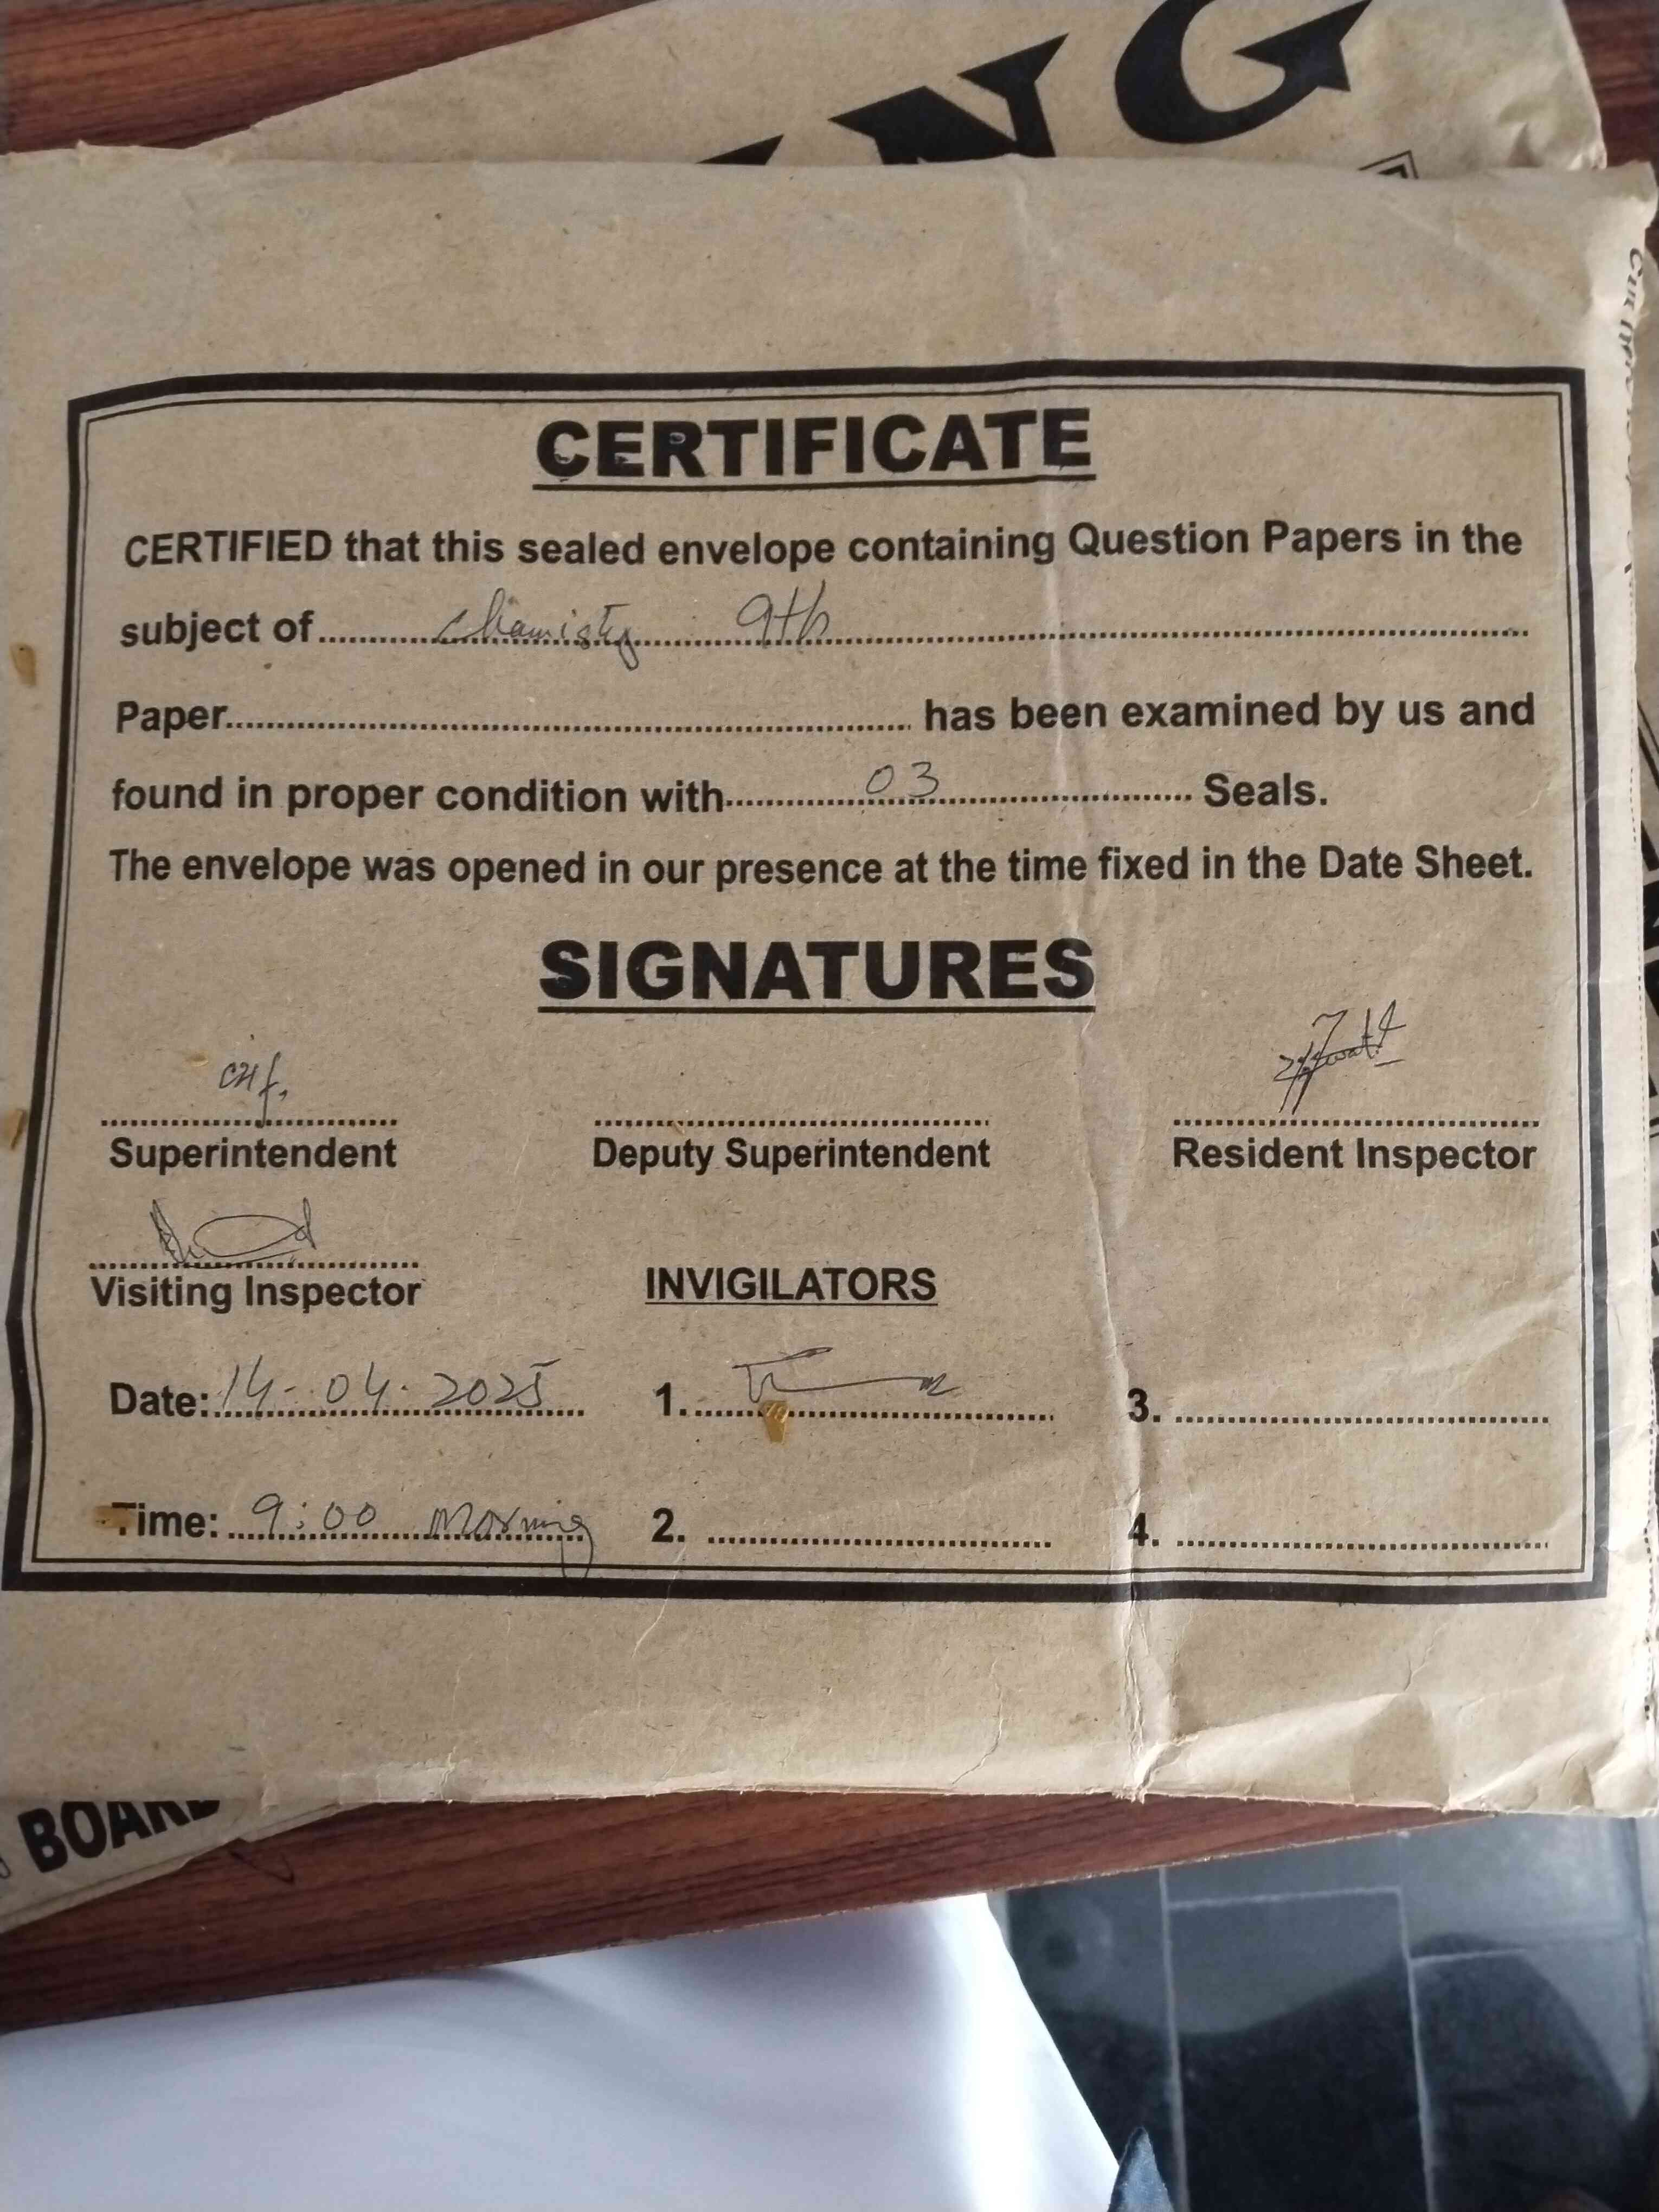 NG
CERTIFICATE
CERTIFIED that this sealed envelope containing Question Papers in the
subject of Chamisty 9th
Paper has been examined by us and
found in proper condition with 03 Seals.
The envelope was opened in our presence at the time fixed in the Date Sheet.
SIGNATURES
Superintendent Deputy Superintendent Resident Inspector
Visiting Inspector INVIGILATORS
Date: 14-04-2025 1. 3.
Time: 9:00 Morning 2. 4.
BOARD